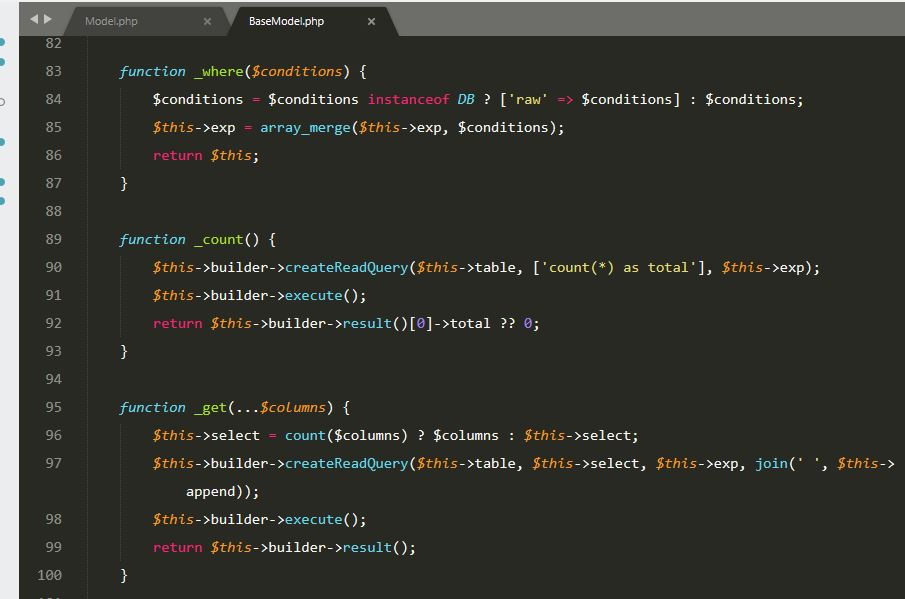 Model.php × BaseModel.php ×
82
83 function _where($conditions) {
84 $conditions = $conditions instanceof DB ? ['raw' => $conditions] : $conditions;
85 $this->exp = array_merge($this->exp, $conditions);
86 return $this;
87 }
88
89 function _count() {
90 $this->builder->createReadQuery($this->table, ['count(*) as total'], $this->exp);
91 $this->builder->execute();
92 return $this->builder->result()[0]->total ?? 0;
93 }
94
95 function _get(...$columns) {
96 $this->select = count($columns) ? $columns : $this->select;
97 $this->builder->createReadQuery($this->table, $this->select, $this->exp, join(' ', $this->
append));
98 $this->builder->execute();
99 return $this->builder->result();
100 }